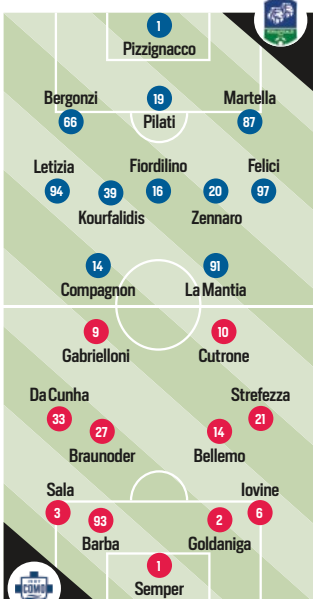 1
Pizzignacco
Bergonzi 19 Martella
66 Pilati 87
Letizia Fiordilino Felici
94 39 16 20 97
Kourfalidis Zennaro
14 91
Compagnon La Mantia
9 10
Gabrielloni Cutrone
Da Cunha Strefezza
33 27 14 21
Braunoder Bellemo
Sala Iovine
3 93 2 6
Barba Goldaniga
1
COMO Semper